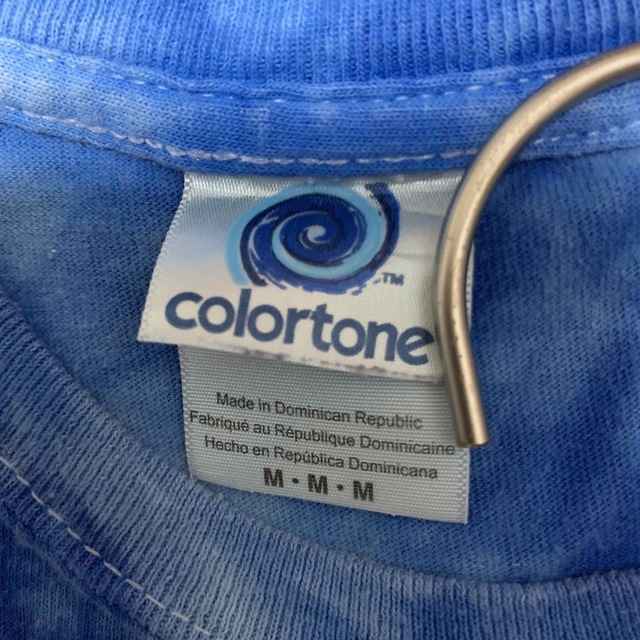 TM
colortone
Made in Dominican Republic
Fabriqué au République Dominicaine
Hecho en República Dominicana
M • M • M